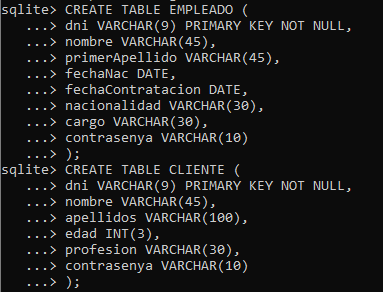 sqlite> CREATE TABLE EMPLEADO (
...> dni VARCHAR(9) PRIMARY KEY NOT NULL,
...> nombre VARCHAR(45),
...> primerApellido VARCHAR(45),
...> fechaNac DATE,
...> fechaContratacion DATE,
...> nacionalidad VARCHAR(30),
...> cargo VARCHAR(30),
...> contrasenya VARCHAR(10)
...> );
sqlite> CREATE TABLE CLIENTE (
...> dni VARCHAR(9) PRIMARY KEY NOT NULL,
...> nombre VARCHAR(45),
...> apellidos VARCHAR(100),
...> edad INT(3),
...> profesion VARCHAR(30),
...> contrasenya VARCHAR(10)
...> );